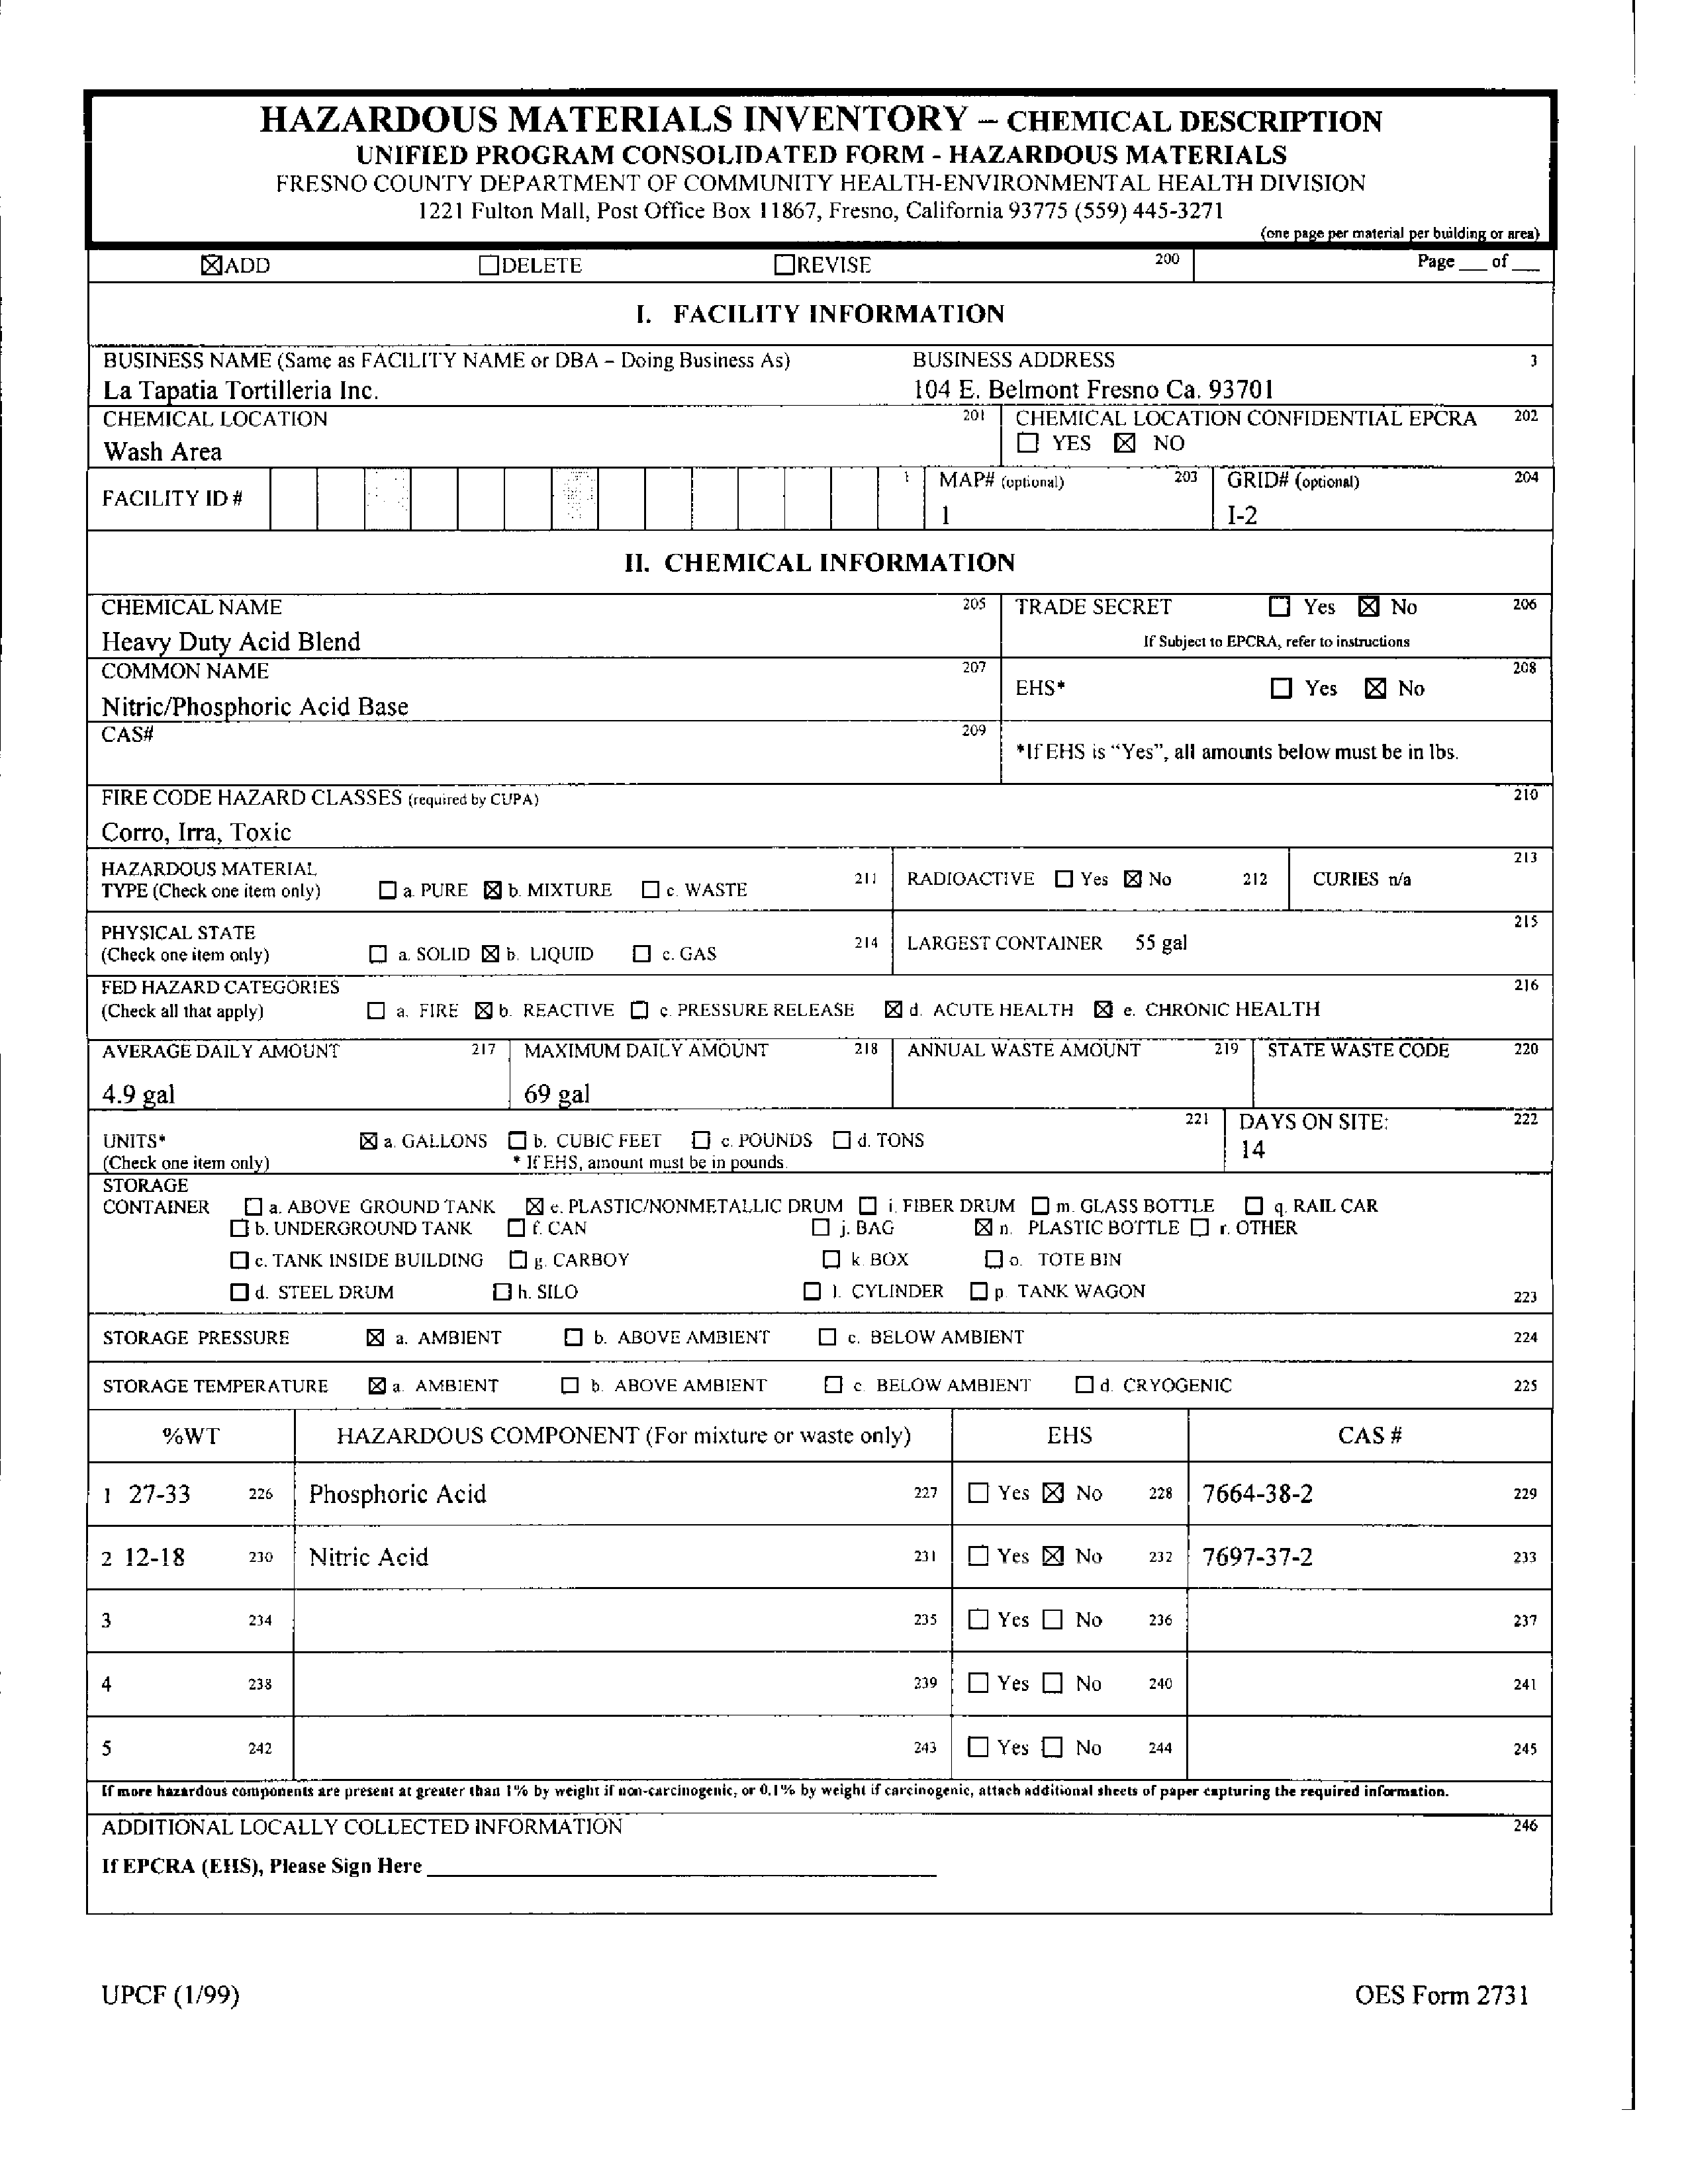 HAZARDOUS MATERIALS INVENTORY – CHEMICAL DESCRIPTION
UNIFIED PROGRAM CONSOLIDATED FORM - HAZARDOUS MATERIALS
FRESNO COUNTY DEPARTMENT OF COMMUNITY HEALTH-ENVIRONMENTAL HEALTH DIVISION
1221 Fulton Mall, Post Office Box 11867, Fresno, California 93775 (559) 445-3271
(one page per material per building or area)
☒ADD ☐DELETE ☐REVISE 200 Page ___ of ___
I. FACILITY INFORMATION
BUSINESS NAME (Same as FACILITY NAME or DBA – Doing Business As) BUSINESS ADDRESS 3
La Tapatia Tortilleria Inc. 104 E. Belmont Fresno Ca. 93701
CHEMICAL LOCATION 201 CHEMICAL LOCATION CONFIDENTIAL EPCRA 202
Wash Area ☐ YES ☒ NO
FACILITY ID # 1 MAP# (optional) 203 GRID# (optional) 204
1 I-2
II. CHEMICAL INFORMATION
CHEMICAL NAME 205 TRADE SECRET ☐ Yes ☒ No 206
Heavy Duty Acid Blend If Subject to EPCRA, refer to instructions
COMMON NAME 207 EHS* ☐ Yes ☒ No 208
Nitric/Phosphoric Acid Base
CAS# 209 *If EHS is “Yes”, all amounts below must be in lbs.
FIRE CODE HAZARD CLASSES (required by CUPA) 210
Corro, Irra, Toxic
HAZARDOUS MATERIAL 213
TYPE (Check one item only) ☐ a. PURE ☒ b. MIXTURE ☐ c. WASTE 211 RADIOACTIVE ☐ Yes ☒ No 212 CURIES n/a
PHYSICAL STATE 215
(Check one item only) ☐ a. SOLID ☒ b. LIQUID ☐ c. GAS 214 LARGEST CONTAINER 55 gal
FED HAZARD CATEGORIES 216
(Check all that apply) ☐ a. FIRE ☒ b. REACTIVE ☐ c. PRESSURE RELEASE ☒ d. ACUTE HEALTH ☒ e. CHRONIC HEALTH
AVERAGE DAILY AMOUNT 217 MAXIMUM DAILY AMOUNT 218 ANNUAL WASTE AMOUNT 219 STATE WASTE CODE 220
4.9 gal 69 gal
221 DAYS ON SITE: 222
UNITS* ☒ a. GALLONS ☐ b. CUBIC FEET ☐ c. POUNDS ☐ d. TONS 14
(Check one item only) * If EHS, amount must be in pounds.
STORAGE
CONTAINER ☐ a. ABOVE GROUND TANK ☒ e. PLASTIC/NONMETALLIC DRUM ☐ i. FIBER DRUM ☐ m. GLASS BOTTLE ☐ q. RAIL CAR
☐ b. UNDERGROUND TANK ☐ f. CAN ☐ j. BAG ☒ n. PLASTIC BOTTLE ☐ r. OTHER
☐ c. TANK INSIDE BUILDING ☐ g. CARBOY ☐ k. BOX ☐ o. TOTE BIN
☐ d. STEEL DRUM ☐ h. SILO ☐ l. CYLINDER ☐ p. TANK WAGON 223
STORAGE PRESSURE ☒ a. AMBIENT ☐ b. ABOVE AMBIENT ☐ c. BELOW AMBIENT 224
STORAGE TEMPERATURE ☒ a. AMBIENT ☐ b. ABOVE AMBIENT ☐ c. BELOW AMBIENT ☐ d. CRYOGENIC 225
%WT HAZARDOUS COMPONENT (For mixture or waste only) EHS CAS #
1 27-33 226 Phosphoric Acid 227 ☐ Yes ☒ No 228 7664-38-2 229
2 12-18 230 Nitric Acid 231 ☐ Yes ☒ No 232 7697-37-2 233
3 234 235 ☐ Yes ☐ No 236 237
4 238 239 ☐ Yes ☐ No 240 241
5 242 243 ☐ Yes ☐ No 244 245
If more hazardous components are present at greater than 1% by weight if non-carcinogenic, or 0.1% by weight if carcinogenic, attach additional sheets of paper capturing the required information.
ADDITIONAL LOCALLY COLLECTED INFORMATION 246
If EPCRA (EHS), Please Sign Here ____________
UPCF (1/99) OES Form 2731